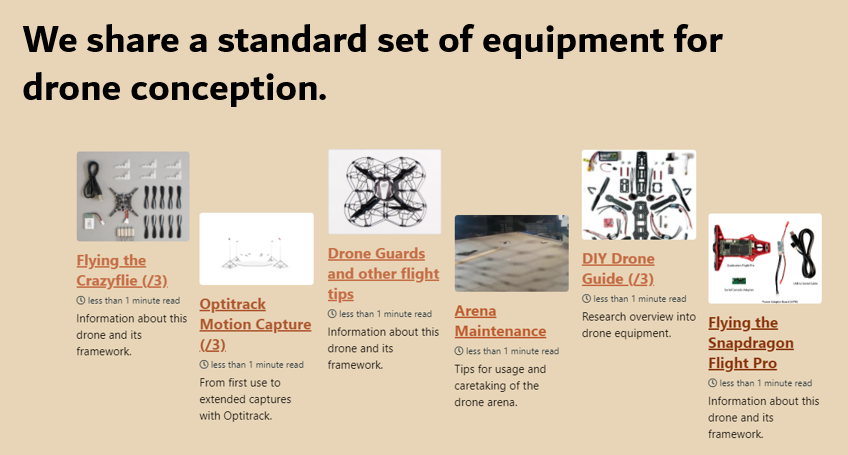 We share a standard set of equipment for
drone conception.
Flying the
Crazyflie (/3)
less than 1 minute read
Information about this
drone and its
framework.
Optitrack
Motion Capture
(/3)
less than 1 minute read
From first use to
extended captures
with Optitrack.
Drone Guards
and other flight
tips
less than 1 minute read
Information about this
drone and its
framework.
Arena
Maintenance
less than 1 minute read
Tips for usage and
caretaking of the
drone arena.
DIY Drone
Guide (/3)
less than 1 minute read
Research overview into
drone equipment.
Flying the
Snapdragon
Flight Pro
less than 1 minute read
Information about this
drone and its
framework.